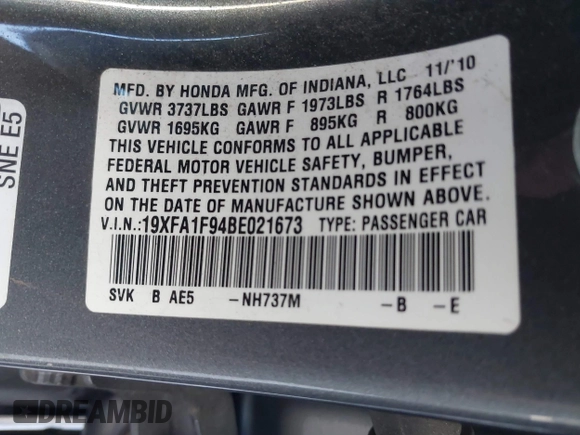 MFD. BY HONDA MFG. OF INDIANA, LLC 11/'10
GVWR 3737LBS GAWR F 1973LBS R 1764LBS
GVWR 1695KG GAWR F 895KG R 800KG
THIS VEHICLE CONFORMS TO ALL APPLICABLE
FEDERAL MOTOR VEHICLE SAFETY, BUMPER,
AND THEFT PREVENTION STANDARDS IN EFFECT
ON THE DATE OF MANUFACTURE SHOWN ABOVE.
V.I.N.:19XFA1F94BE021673 TYPE: PASSENGER CAR
SVK B AE5 -NH737M -B -E
SNE E5
DREAMBID